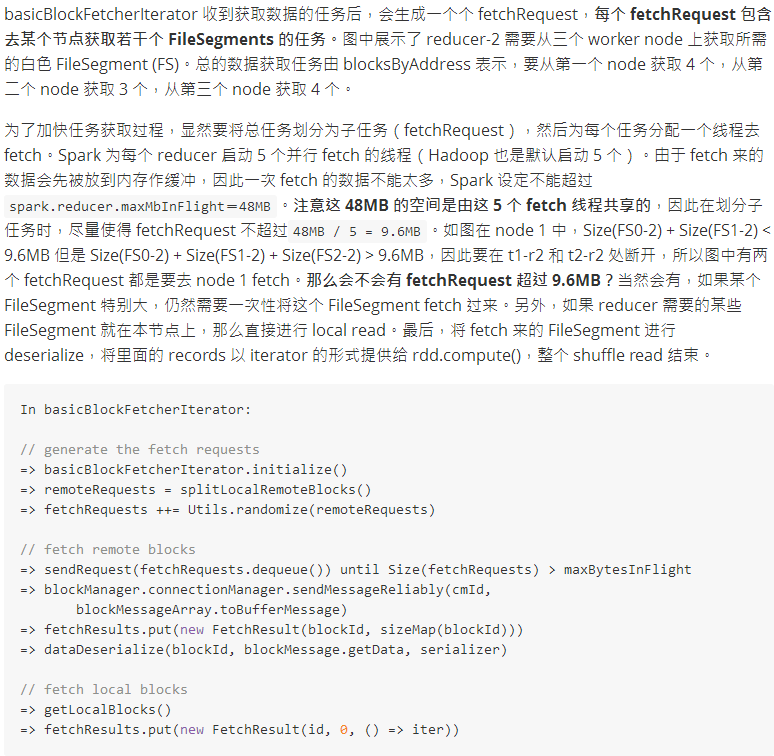 basicBlockFetcherIterator 收到获取数据的任务后，会生成一个个 fetchRequest，每个 fetchRequest 包含
去某个节点获取若干个 FileSegments 的任务。图中展示了 reducer-2 需要从三个 worker node 上获取所需
的白色 FileSegment (FS)。总的数据获取任务由 blocksByAddress 表示，要从第一个 node 获取 4 个，从第
二个 node 获取 3 个，从第三个 node 获取 4 个。
为了加快任务获取过程，显然要将总任务划分为子任务（fetchRequest），然后为每个任务分配一个线程去
fetch。Spark 为每个 reducer 启动 5 个并行 fetch 的线程（Hadoop 也是默认启动 5 个）。由于 fetch 来的
数据会先被放到内存作缓冲，因此一次 fetch 的数据不能太多，Spark 设定不能超过
spark.reducer.maxMbInFlight＝48MB 。注意这 48MB 的空间是由这 5 个 fetch 线程共享的，因此在划分子
任务时，尽量使得 fetchRequest 不超过 48MB / 5 = 9.6MB 。如图在 node 1 中，Size(FS0-2) + Size(FS1-2) <
9.6MB 但是 Size(FS0-2) + Size(FS1-2) + Size(FS2-2) > 9.6MB，因此要在 t1-r2 和 t2-r2 处断开，所以图中有两
个 fetchRequest 都是要去 node 1 fetch。那么会不会有 fetchRequest 超过 9.6MB？当然会有，如果某个
FileSegment 特别大，仍然需要一次性将这个 FileSegment fetch 过来。另外，如果 reducer 需要的某些
FileSegment 就在本节点上，那么直接进行 local read。最后，将 fetch 来的 FileSegment 进行
deserialize，将里面的 records 以 iterator 的形式提供给 rdd.compute()，整个 shuffle read 结束。
In basicBlockFetcherIterator:
// generate the fetch requests
=> basicBlockFetcherIterator.initialize()
=> remoteRequests = splitLocalRemoteBlocks()
=> fetchRequests ++= Utils.randomize(remoteRequests)
// fetch remote blocks
=> sendRequest(fetchRequests.dequeue()) until Size(fetchRequests) > maxBytesInFlight
=> blockManager.connectionManager.sendMessageReliably(cmId,
blockMessageArray.toBufferMessage)
=> fetchResults.put(new FetchResult(blockId, sizeMap(blockId)))
=> dataDeserialize(blockId, blockMessage.getData, serializer)
// fetch local blocks
=> getLocalBlocks()
=> fetchResults.put(new FetchResult(id, 0, () => iter))